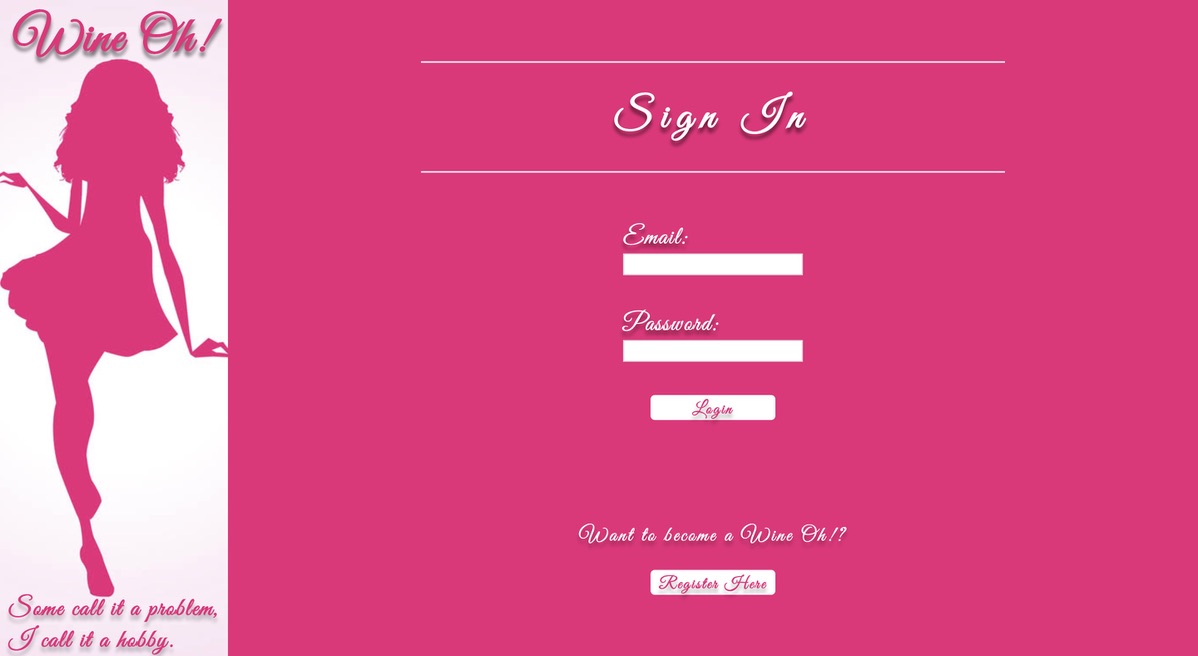 Wine Oh!
Sign In
Email:
Password:
Login
Want to become a Wine Oh!?
Register Here
Some call it a problem,
I call it a hobby.